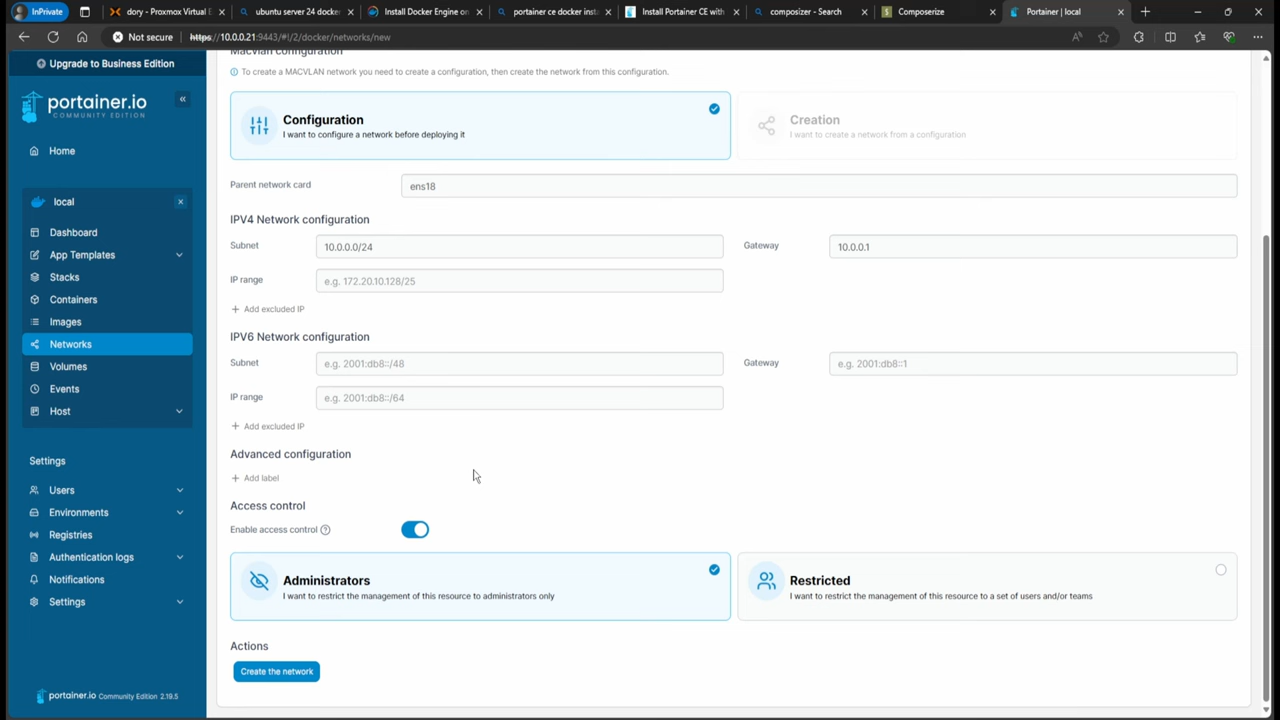 InPrivate
dory - Proxmox Virtual E
ubuntu server 24 docker
Install Docker Engine on
portainer ce docker inst
Install Portainer CE with
composizer - Search
Composerize
Portainer | local
Not secure
https://10.0.0.21:9443/#!/2/docker/networks/new
Upgrade to Business Edition
portainer.io
COMMUNITY EDITION
Home
local
Dashboard
App Templates
Stacks
Containers
Images
Networks
Volumes
Events
Host
Settings
Users
Environments
Registries
Authentication logs
Notifications
Settings
portainer.io Community Edition 2.19.5
Macvlan configuration
To create a MACVLAN network you need to create a configuration, then create the network from this configuration.
Configuration
I want to configure a network before deploying it
Creation
I want to create a network from a configuration
Parent network card
ens18
IPV4 Network configuration
Subnet
10.0.0.0/24
Gateway
10.0.0.1
IP range
e.g. 172.20.10.128/25
+ Add excluded IP
IPV6 Network configuration
Subnet
e.g. 2001:db8::/48
Gateway
e.g. 2001:db8::1
IP range
e.g. 2001:db8::/64
+ Add excluded IP
Advanced configuration
+ Add label
Access control
Enable access control
Administrators
I want to restrict the management of this resource to administrators only
Restricted
I want to restrict the management of this resource to a set of users and/or teams
Actions
Create the network